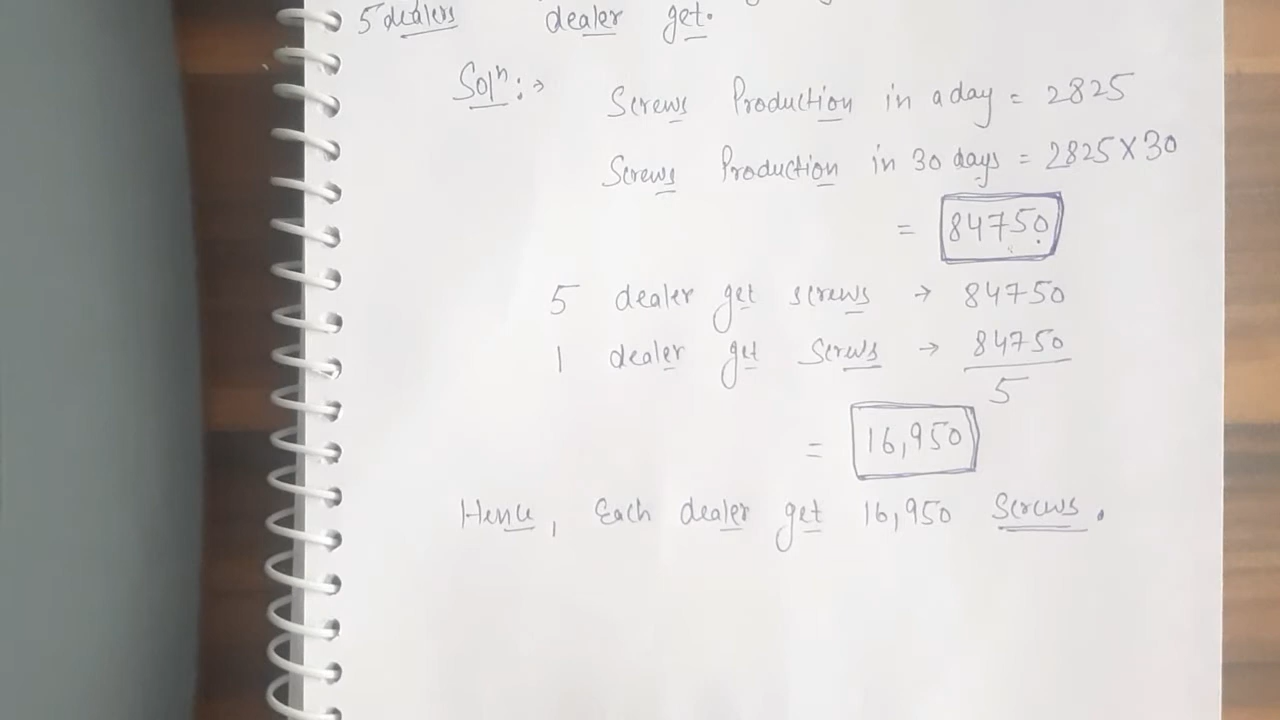 5 dealers dealer get.
Solⁿ:→ Screws Production in a day = 2825
Screws Production in 30 days = 2825 X 30
= 84750
5 dealer get screws → 84750
1 dealer get Screws → 84750
5
= 16,950
Hence, Each dealer get 16,950 Screws.